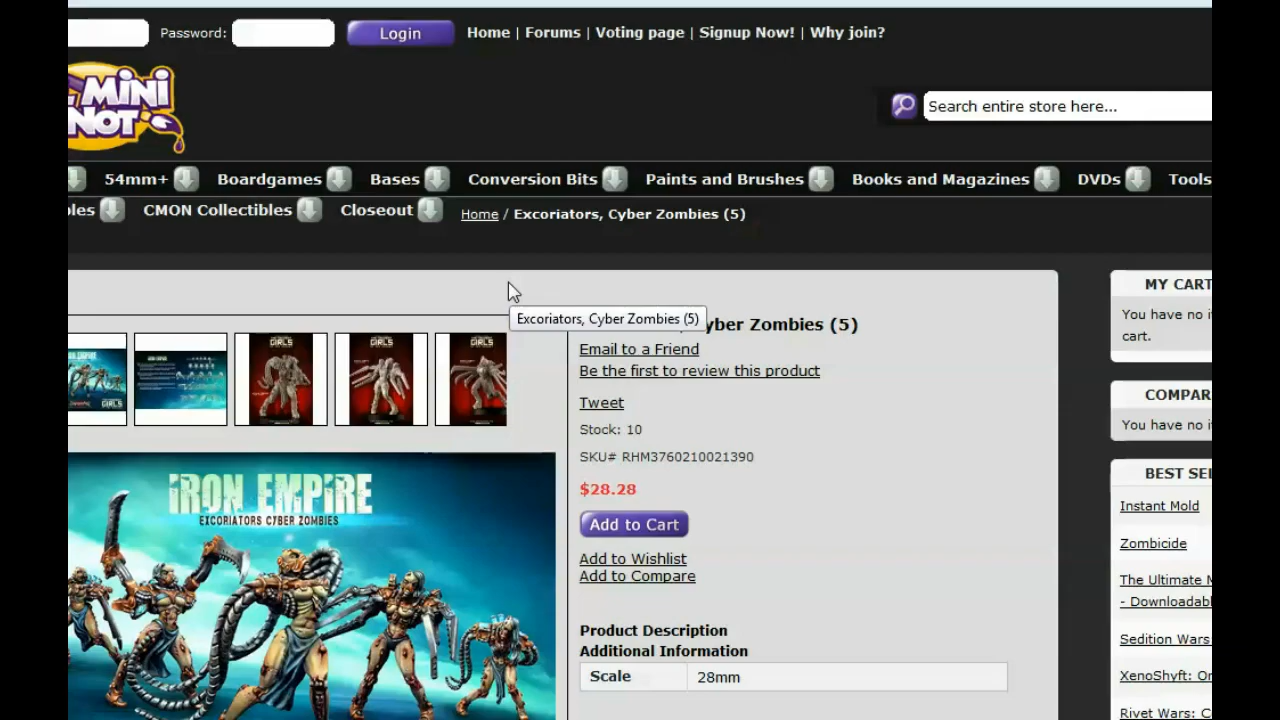 Password:
Login
Home | Forums | Voting page | Signup Now! | Why join?
MiNi
NOT
Search entire store here...
54mm+ Boardgames Bases Conversion Bits Paints and Brushes Books and Magazines DVDs Tools
CMON Collectibles Closeout Home / Excoriators, Cyber Zombies (5)
Excoriators, Cyber Zombies (5)
yber Zombies (5)
Email to a Friend
Be the first to review this product
Tweet
Stock: 10
SKU# RHM3760210021390
$28.28
Add to Cart
Add to Wishlist
Add to Compare
Product Description
Additional Information
Scale 28mm
IRON EMPIRE
EXCORIATORS CYBER ZOMBIES
MY CART
You have no i
cart.
COMPAR
You have no i
BEST SE
Instant Mold
Zombicide
The Ultimate
- Downloadab
Sedition Wars
XenoShyft: O
Rivet Wars: C